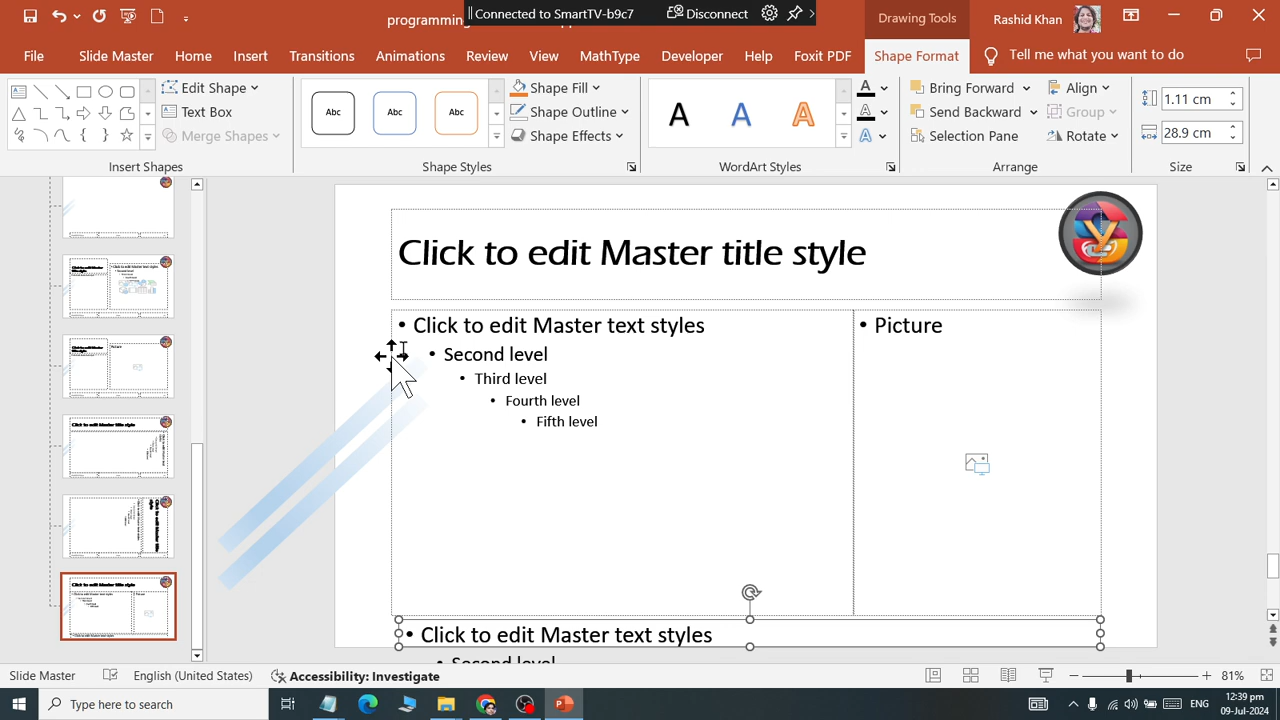 programming
Connected to SmartTV-b9c7
Disconnect
Drawing Tools
Rashid Khan
File
Slide Master
Home
Insert
Transitions
Animations
Review
View
MathType
Developer
Help
Foxit PDF
Shape Format
Tell me what you want to do
Edit Shape
Text Box
Merge Shapes
Insert Shapes
Abc
Abc
Abc
Shape Fill
Shape Outline
Shape Effects
Shape Styles
A
A
A
A
A
A
WordArt Styles
Bring Forward
Send Backward
Selection Pane
Align
Group
Rotate
Arrange
1.11 cm
28.9 cm
Size
Click to edit Master title style
• Click to edit Master text styles
• Second level
• Third level
• Fourth level
• Fifth level
• Picture
• Click to edit Master text styles
• Second level
Slide Master
English (United States)
Accessibility: Investigate
81%
Type here to search
ENG
12:39 pm
09-Jul-2024